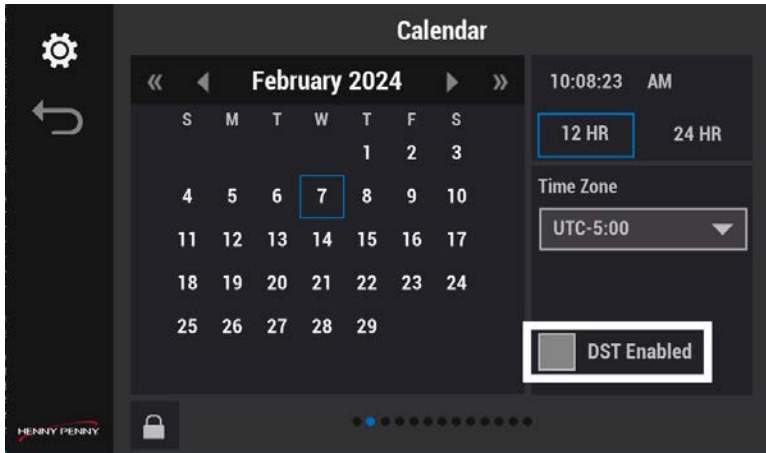 Calendar
« February 2024 »
S M T W T F S
1 2 3
4 5 6 7 8 9 10
11 12 13 14 15 16 17
18 19 20 21 22 23 24
25 26 27 28 29
10:08:23 AM
12 HR 24 HR
Time Zone
UTC-5:00
DST Enabled
HENNY PENNY